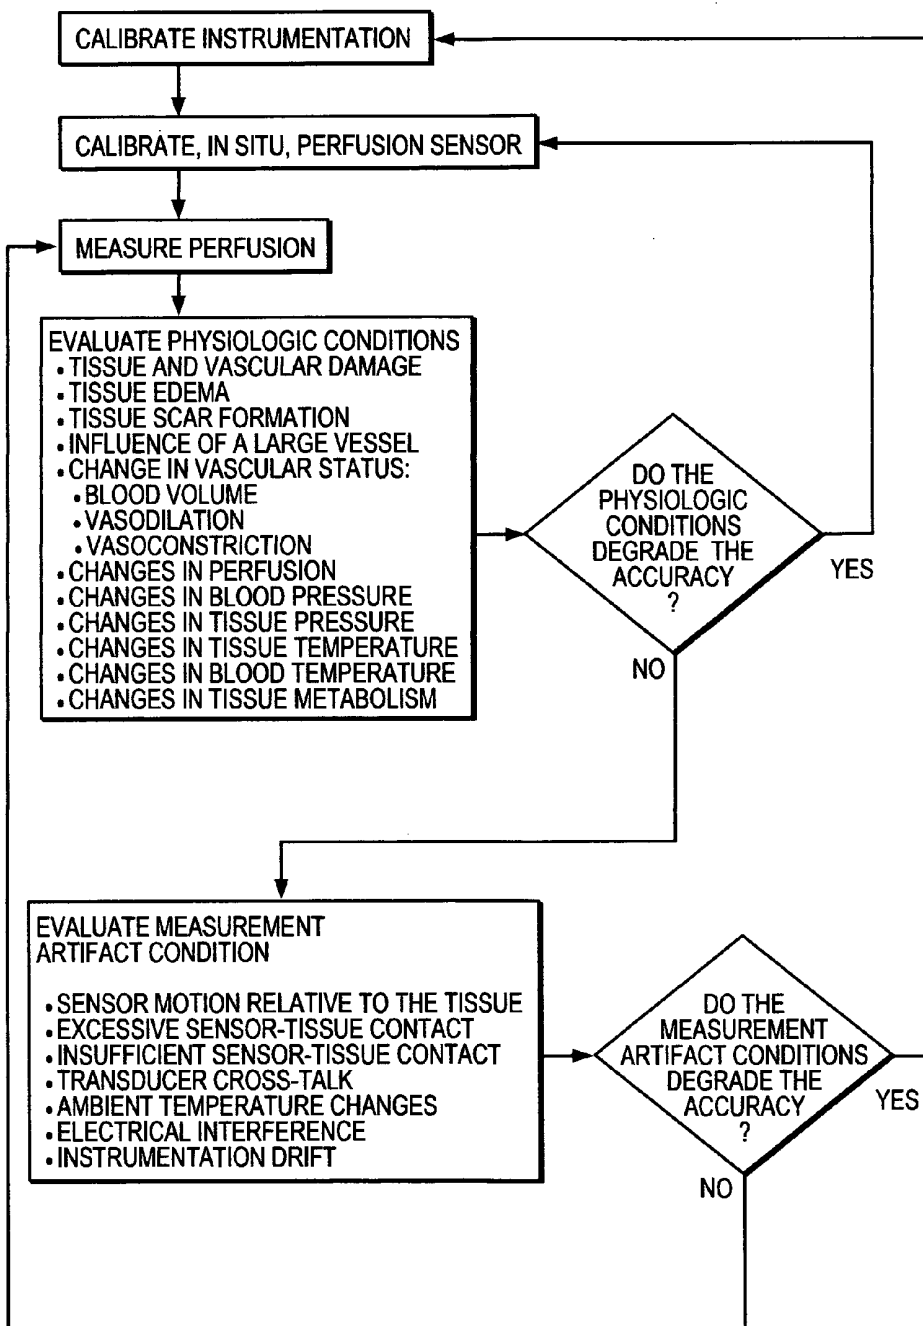 CALIBRATE INSTRUMENTATION
CALIBRATE, IN SITU, PERFUSION SENSOR
MEASURE PERFUSION
EVALUATE PHYSIOLOGIC CONDITIONS
• TISSUE AND VASCULAR DAMAGE
• TISSUE EDEMA
• TISSUE SCAR FORMATION
• INFLUENCE OF A LARGE VESSEL
• CHANGE IN VASCULAR STATUS:
• BLOOD VOLUME
• VASODILATION
• VASOCONSTRICTION
• CHANGES IN PERFUSION
• CHANGES IN BLOOD PRESSURE
• CHANGES IN TISSUE PRESSURE
• CHANGES IN TISSUE TEMPERATURE
• CHANGES IN BLOOD TEMPERATURE
• CHANGES IN TISSUE METABOLISM
DO THE
PHYSIOLOGIC
CONDITIONS
DEGRADE THE
ACCURACY
?
YES
NO
EVALUATE MEASUREMENT
ARTIFACT CONDITION
• SENSOR MOTION RELATIVE TO THE TISSUE
• EXCESSIVE SENSOR-TISSUE CONTACT
• INSUFFICIENT SENSOR-TISSUE CONTACT
• TRANSDUCER CROSS-TALK
• AMBIENT TEMPERATURE CHANGES
• ELECTRICAL INTERFERENCE
• INSTRUMENTATION DRIFT
DO THE
MEASUREMENT
ARTIFACT CONDITIONS
DEGRADE THE
ACCURACY
?
YES
NO